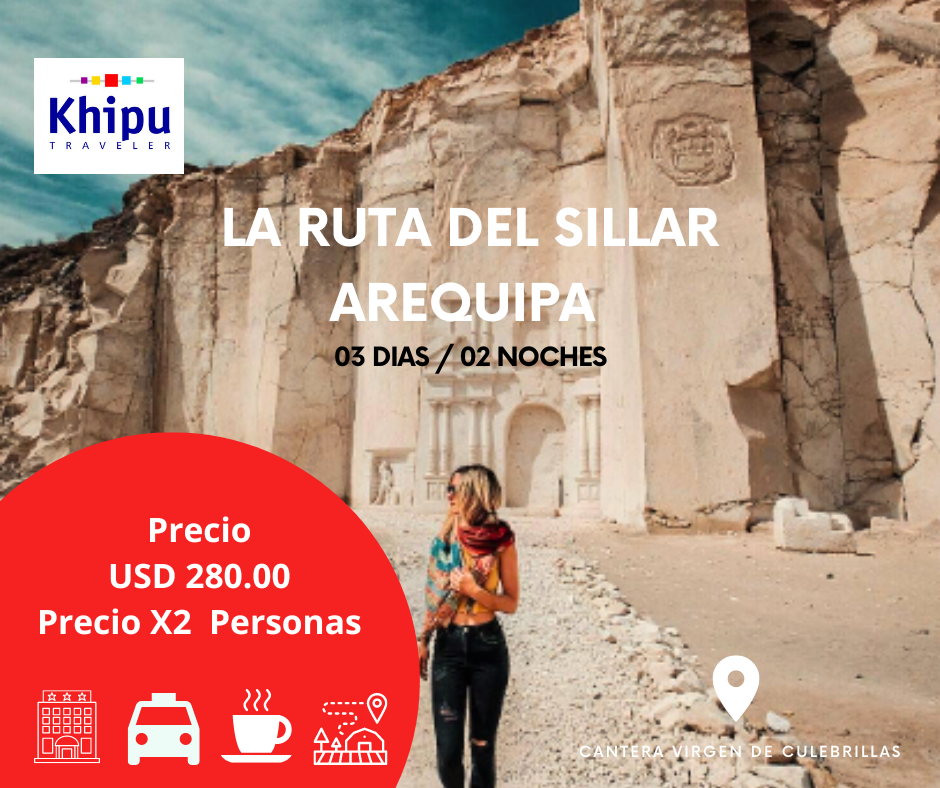 Khipu
TRAVELER
LA RUTA DEL SILLAR
AREQUIPA
03 DIAS / 02 NOCHES
Precio
USD 280.00
Precio X2 Personas
CANTERA VIRGEN DE CULEBRILLAS